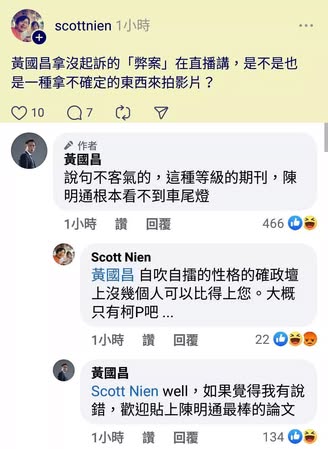 scottnien 1小時
黃國昌拿沒起訴的「弊案」在直播講，是不是也
是一種拿不確定的東西來拍影片？
10 7
作者
黃國昌
說句不客氣的，這種等級的期刊，陳
明通根本看不到車尾燈
1小時 讚 回覆 466
Scott Nien
黃國昌 自吹自擂的性格的確政壇
上沒幾個人可以比得上您。大概
只有柯P吧 ...
1小時 讚 回覆 22
黃國昌
Scott Nien well，如果覺得我有說
錯，歡迎貼上陳明通最棒的論文
1小時 讚 回覆 134